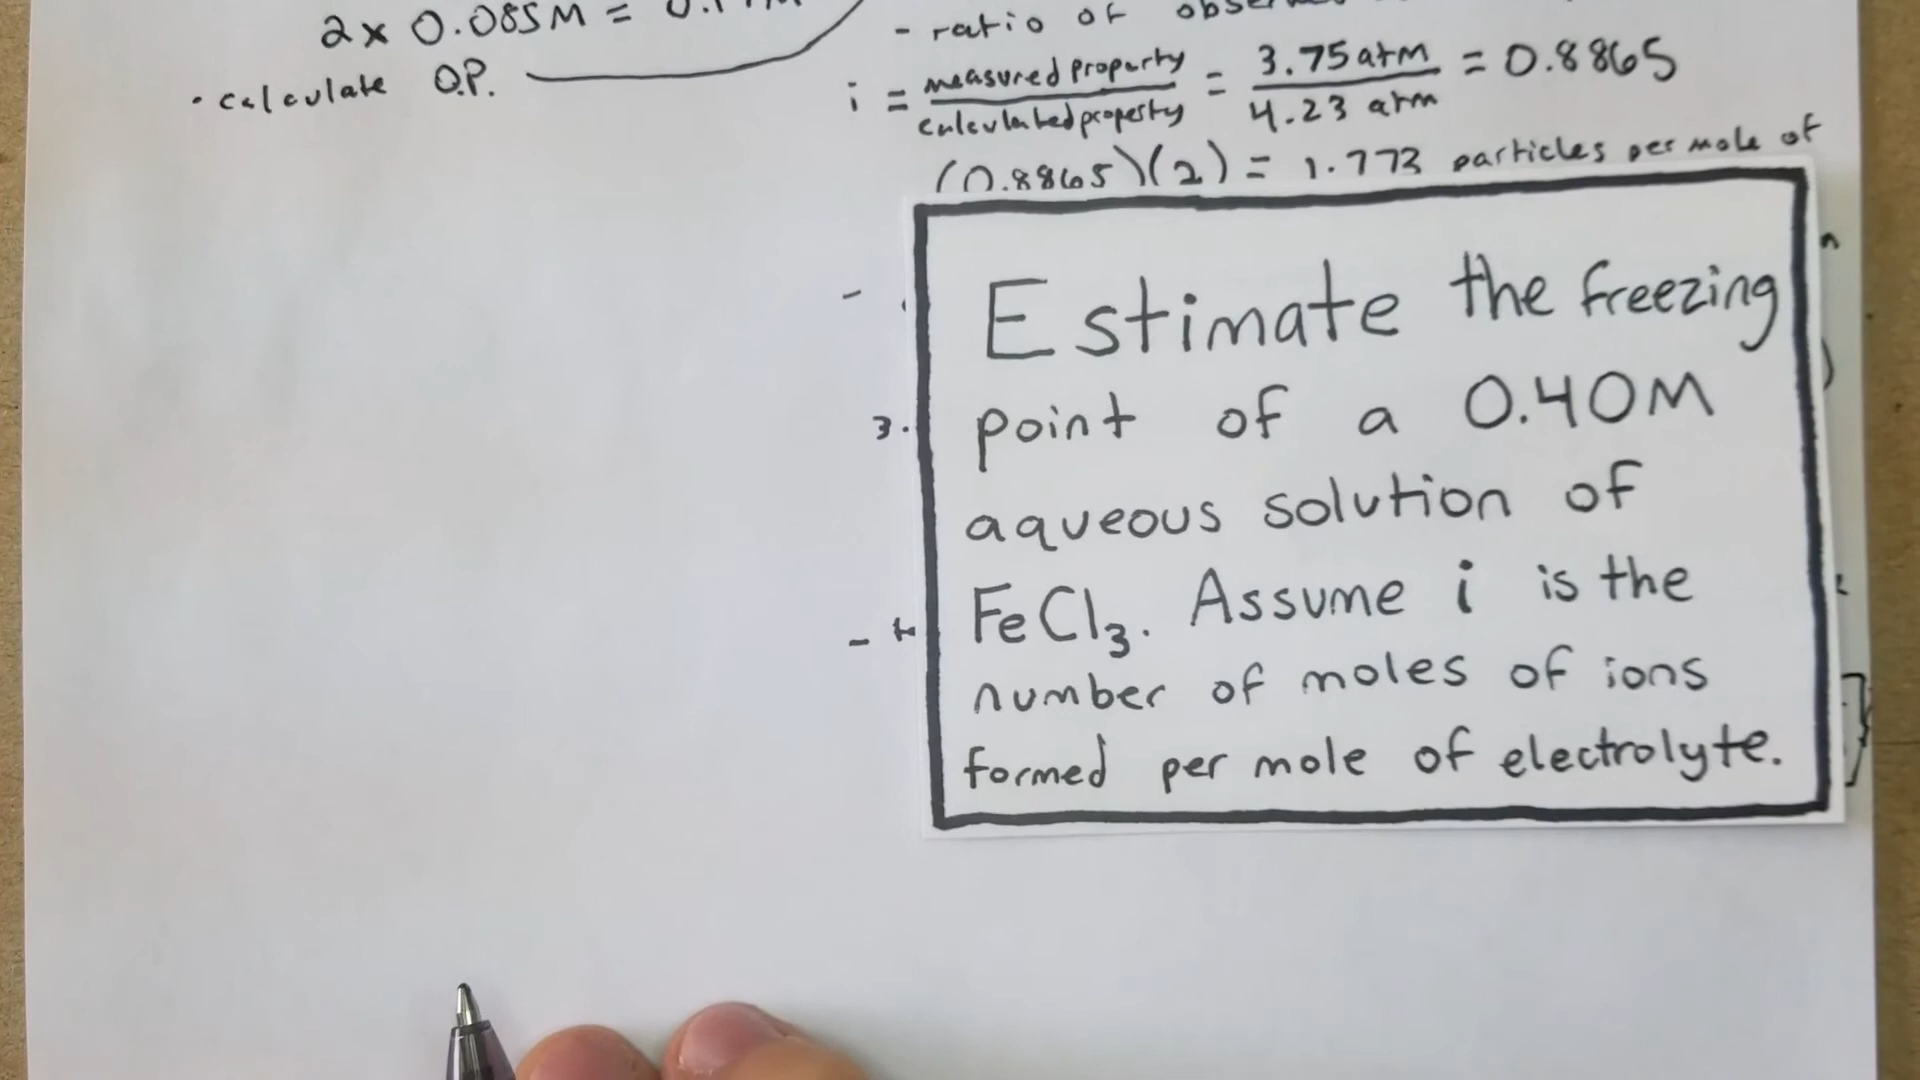 2x 0.085M =
• calculate O.P.
- ratio of
i = measured property / calculated property = 3.75 atm / 4.23 atm = 0.8865
(0.8865)(2) = 1.773 particles per mole of
3.
Estimate the freezing
point of a 0.40M
aqueous solution of
FeCl₃. Assume i is the
number of moles of ions
formed per mole of electrolyte.